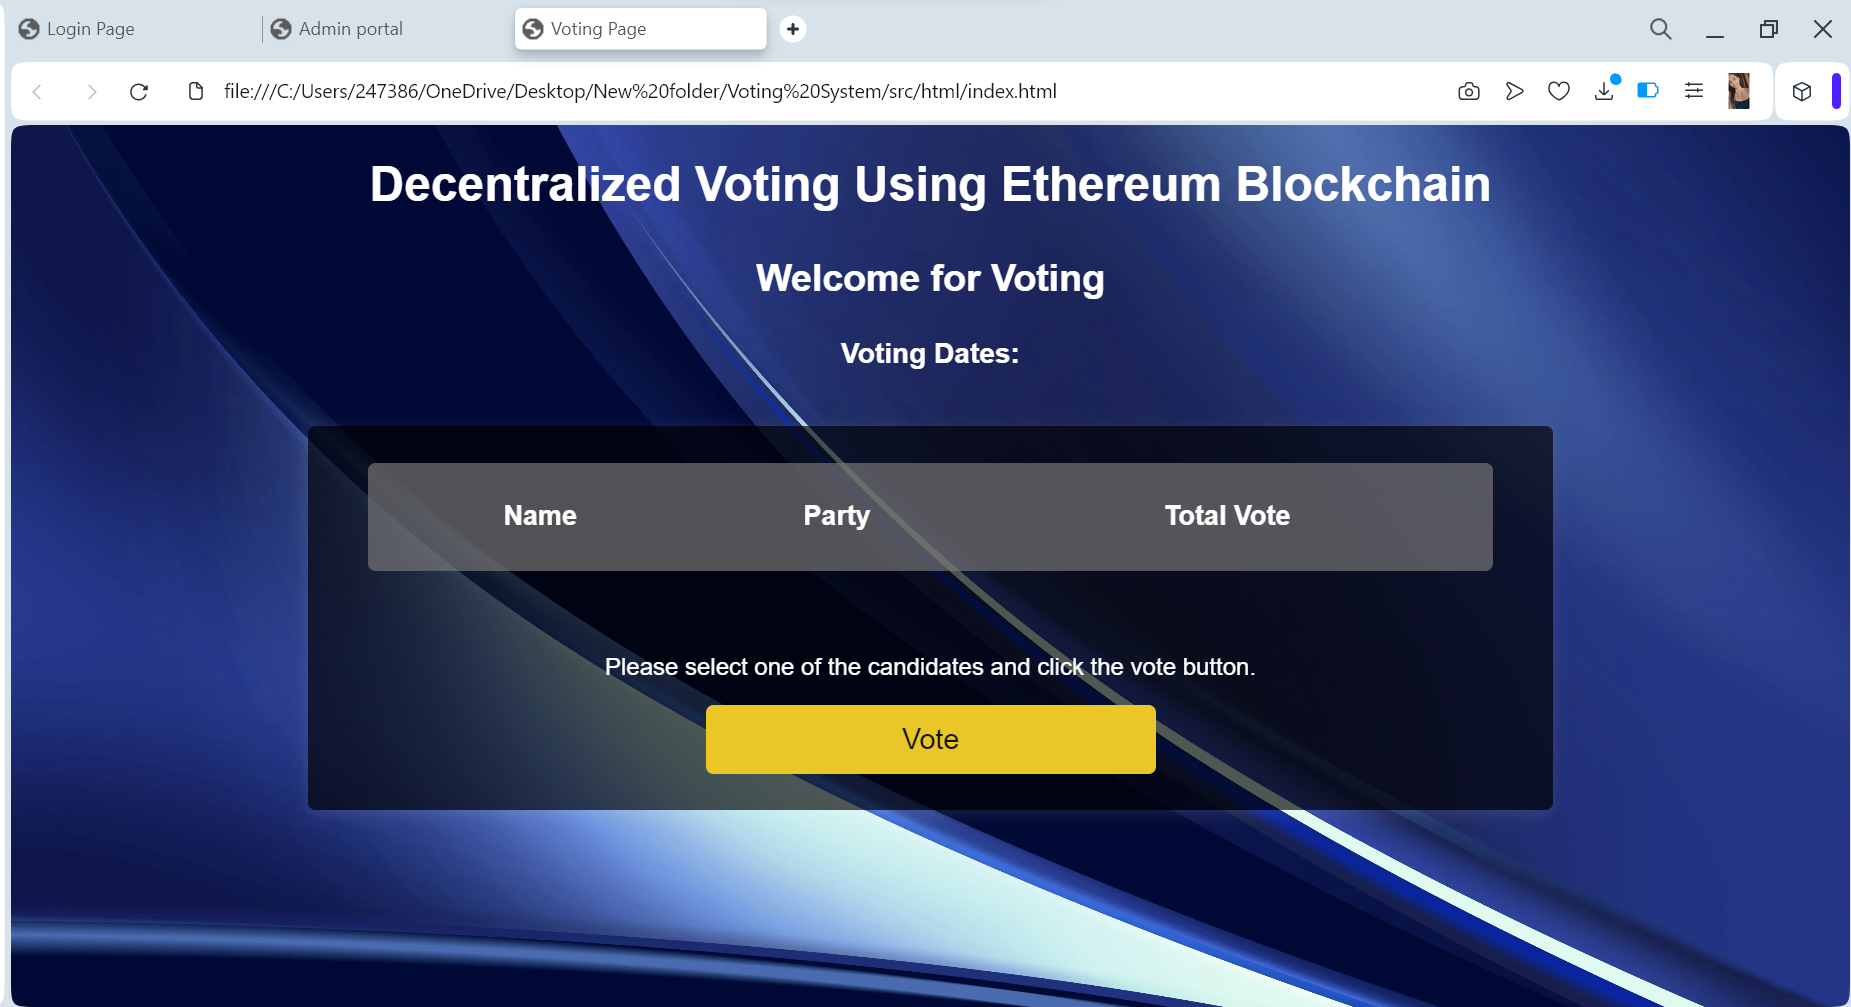 Login Page
Admin portal
Voting Page
file:///C:/Users/247386/OneDrive/Desktop/New%20folder/Voting%20System/src/html/index.html
Decentralized Voting Using Ethereum Blockchain
Welcome for Voting
Voting Dates:
Name Party Total Vote
Please select one of the candidates and click the vote button.
Vote